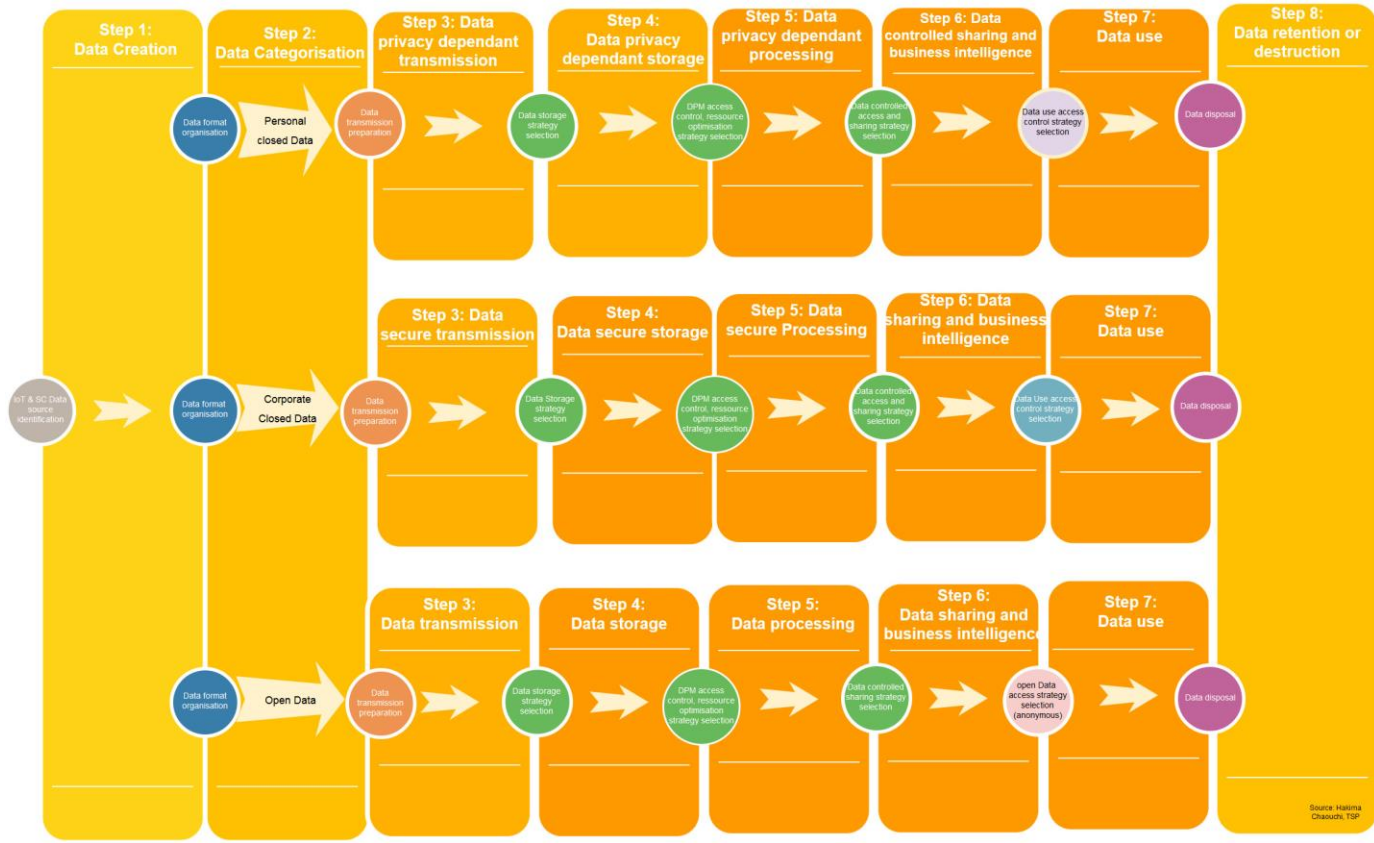 Step 1:
Data Creation
Step 2:
Data Categorisation
Step 3: Data
privacy dependant
transmission
Step 4:
Data privacy
dependant storage
Step 5: Data
privacy dependant
processing
Step 6: Data
controlled sharing and
business intelligence
Step 7:
Data use
Step 8:
Data retention or
destruction
Data format
organisation
Personal
closed Data
Data
transmission
preparation
Data storage
strategy
selection
DPM access
control, ressource
optimisation
strategy selection
Data controlled
access and
sharing strategy
selection
Data use access
control strategy
selection
Data disposal
Step 3: Data
secure transmission
Step 4:
Data secure storage
Step 5: Data
secure Processing
Step 6: Data
sharing and business
intelligence
Step 7:
Data use
IoT & SC Data
source
identification
Data format
organisation
Corporate
Closed Data
Data
transmission
preparation
Data Storage
strategy
selection
DPM access
control, ressource
optimisation
strategy selection
Data controlled
access and
sharing strategy
selection
Data Use access
control strategy
selection
Data disposal
Step 3:
Data transmission
Step 4:
Data storage
Step 5:
Data processing
Step 6:
Data sharing and
business intelligence
Step 7:
Data use
Data format
organisation
Open Data
Data
transmission
preparation
Data storage
strategy
selection
DPM access
control, ressource
optimisation
strategy selection
Data controlled
sharing strategy
selection
open Data
access strategy
selection
(anonymous)
Data disposal
Source: Hakima
Chaouchi, TSP